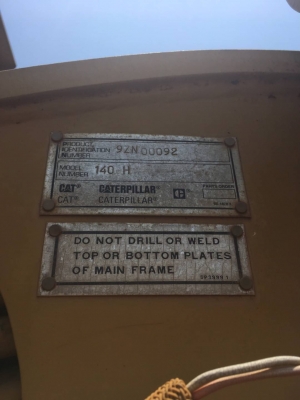 PRODUCT
IDENTIFICATION
NUMBER
9ZN00092
MODEL
NUMBER
140-H
CAT CATERPILLAR
CAT CATERPILLAR
DO NOT DRILL OR WELD
TOP OR BOTTOM PLATES
OF MAIN FRAME